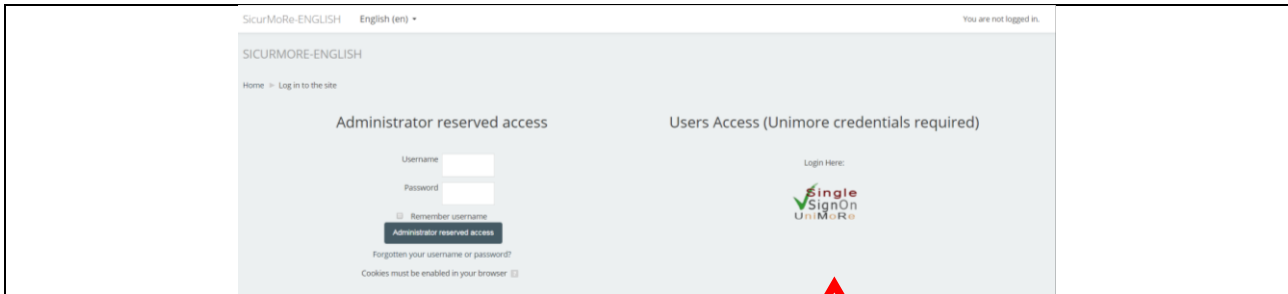 SicurMoRe-ENGLISH English (en)
You are not logged in.
SICURMORE-ENGLISH
Home Log in to the site
Administrator reserved access
Username
Password
Remember username
Administrator reserved access
Forgotten your username or password?
Cookies must be enabled in your browser
Users Access (Unimore credentials required)
Login Here:
Single
SignOn
UniMoRe